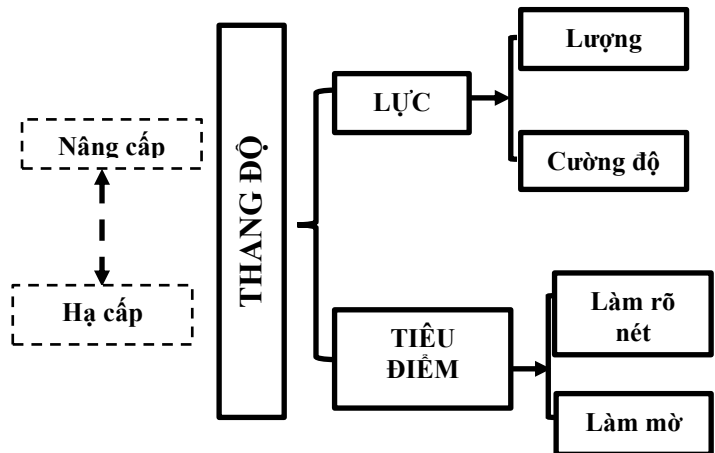 Nâng cấp
Hạ cấp
THANG ĐỘ
LỰC
Lượng
Cường độ
TIÊU
ĐIỂM
Làm rõ
nét
Làm mờ